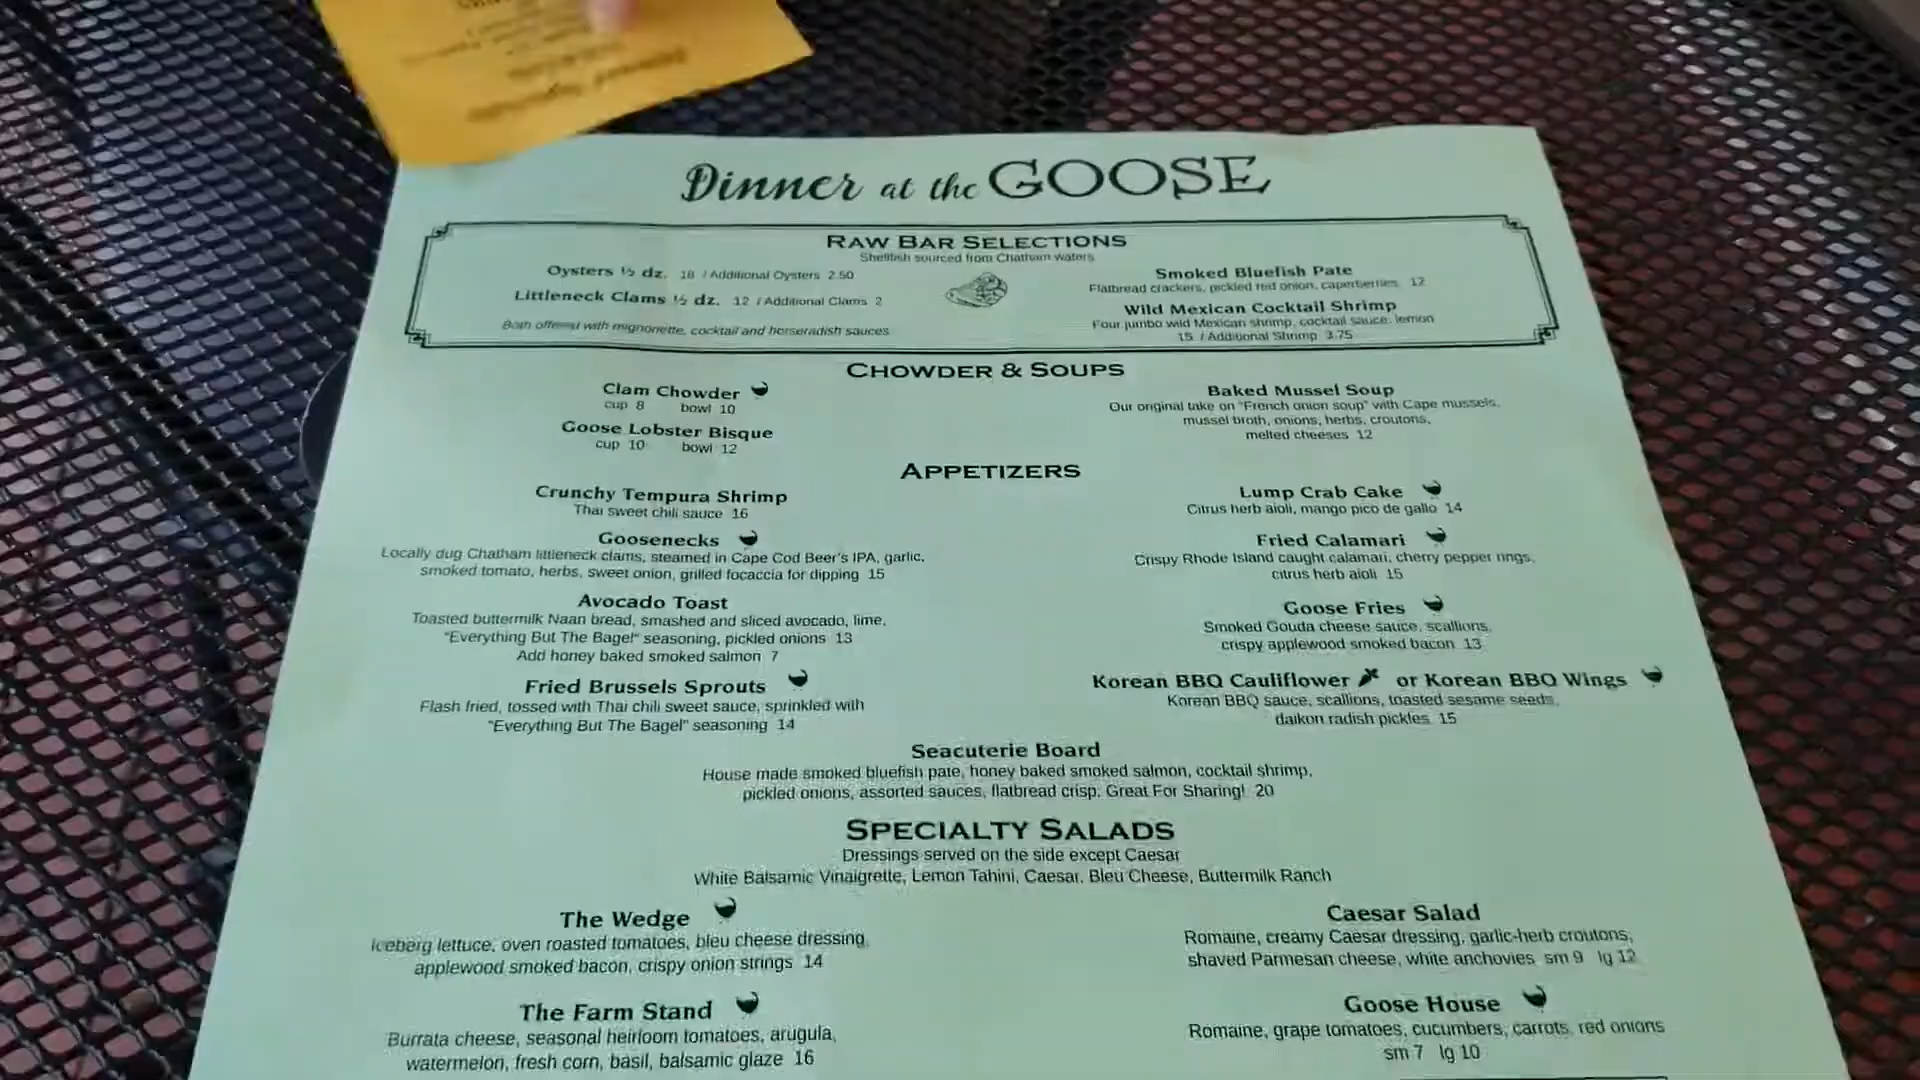 Dinner at the GOOSE
RAW BAR SELECTIONS
Shellfish sourced from Chatham waters
Oysters ½ dz. 18 / Additional Oysters 2.50
Littleneck Clams ½ dz. 12 / Additional Clams 2
Both offered with mignonette, cocktail and horseradish sauces
Smoked Bluefish Pate
Flatbread crackers, pickled red onion, caperberries 12
Wild Mexican Cocktail Shrimp
Four jumbo wild Mexican shrimp, cocktail sauce, lemon
15 / Additional Shrimp 3.75
CHOWDER & SOUPS
Clam Chowder
cup 8 bowl 10
Goose Lobster Bisque
cup 10 bowl 12
Baked Mussel Soup
Our original take on "French onion soup" with Cape mussels,
mussel broth, onions, herbs, croutons,
melted cheeses 12
APPETIZERS
Crunchy Tempura Shrimp
Thai sweet chili sauce 16
Goosenecks
Locally dug Chatham littleneck clams, steamed in Cape Cod Beer's IPA, garlic,
smoked tomato, herbs, sweet onion, grilled focaccia for dipping 15
Avocado Toast
Toasted buttermilk Naan bread, smashed and sliced avocado, lime,
"Everything But The Bagel" seasoning, pickled onions 13
Add honey baked smoked salmon 7
Fried Brussels Sprouts
Flash fried, tossed with Thai chili sweet sauce, sprinkled with
"Everything But The Bagel" seasoning 14
Lump Crab Cake
Citrus herb aioli, mango pico de gallo 14
Fried Calamari
Crispy Rhode Island caught calamari, cherry pepper rings,
citrus herb aioli 15
Goose Fries
Smoked Gouda cheese sauce, scallions,
crispy applewood smoked bacon 13
Korean BBQ Cauliflower or Korean BBQ Wings
Korean BBQ sauce, scallions, toasted sesame seeds,
daikon radish pickles 15
Seacuterie Board
House made smoked bluefish pate, honey baked smoked salmon, cocktail shrimp,
pickled onions, assorted sauces, flatbread crisp. Great For Sharing! 20
SPECIALTY SALADS
Dressings served on the side except Caesar
White Balsamic Vinaigrette, Lemon Tahini, Caesar, Bleu Cheese, Buttermilk Ranch
The Wedge
Iceberg lettuce, oven roasted tomatoes, bleu cheese dressing,
applewood smoked bacon, crispy onion strings 14
The Farm Stand
Burrata cheese, seasonal heirloom tomatoes, arugula,
watermelon, fresh corn, basil, balsamic glaze 16
Caesar Salad
Romaine, creamy Caesar dressing, garlic-herb croutons,
shaved Parmesan cheese, white anchovies sm 9 lg 12
Goose House
Romaine, grape tomatoes, cucumbers, carrots, red onions
sm 7 lg 10